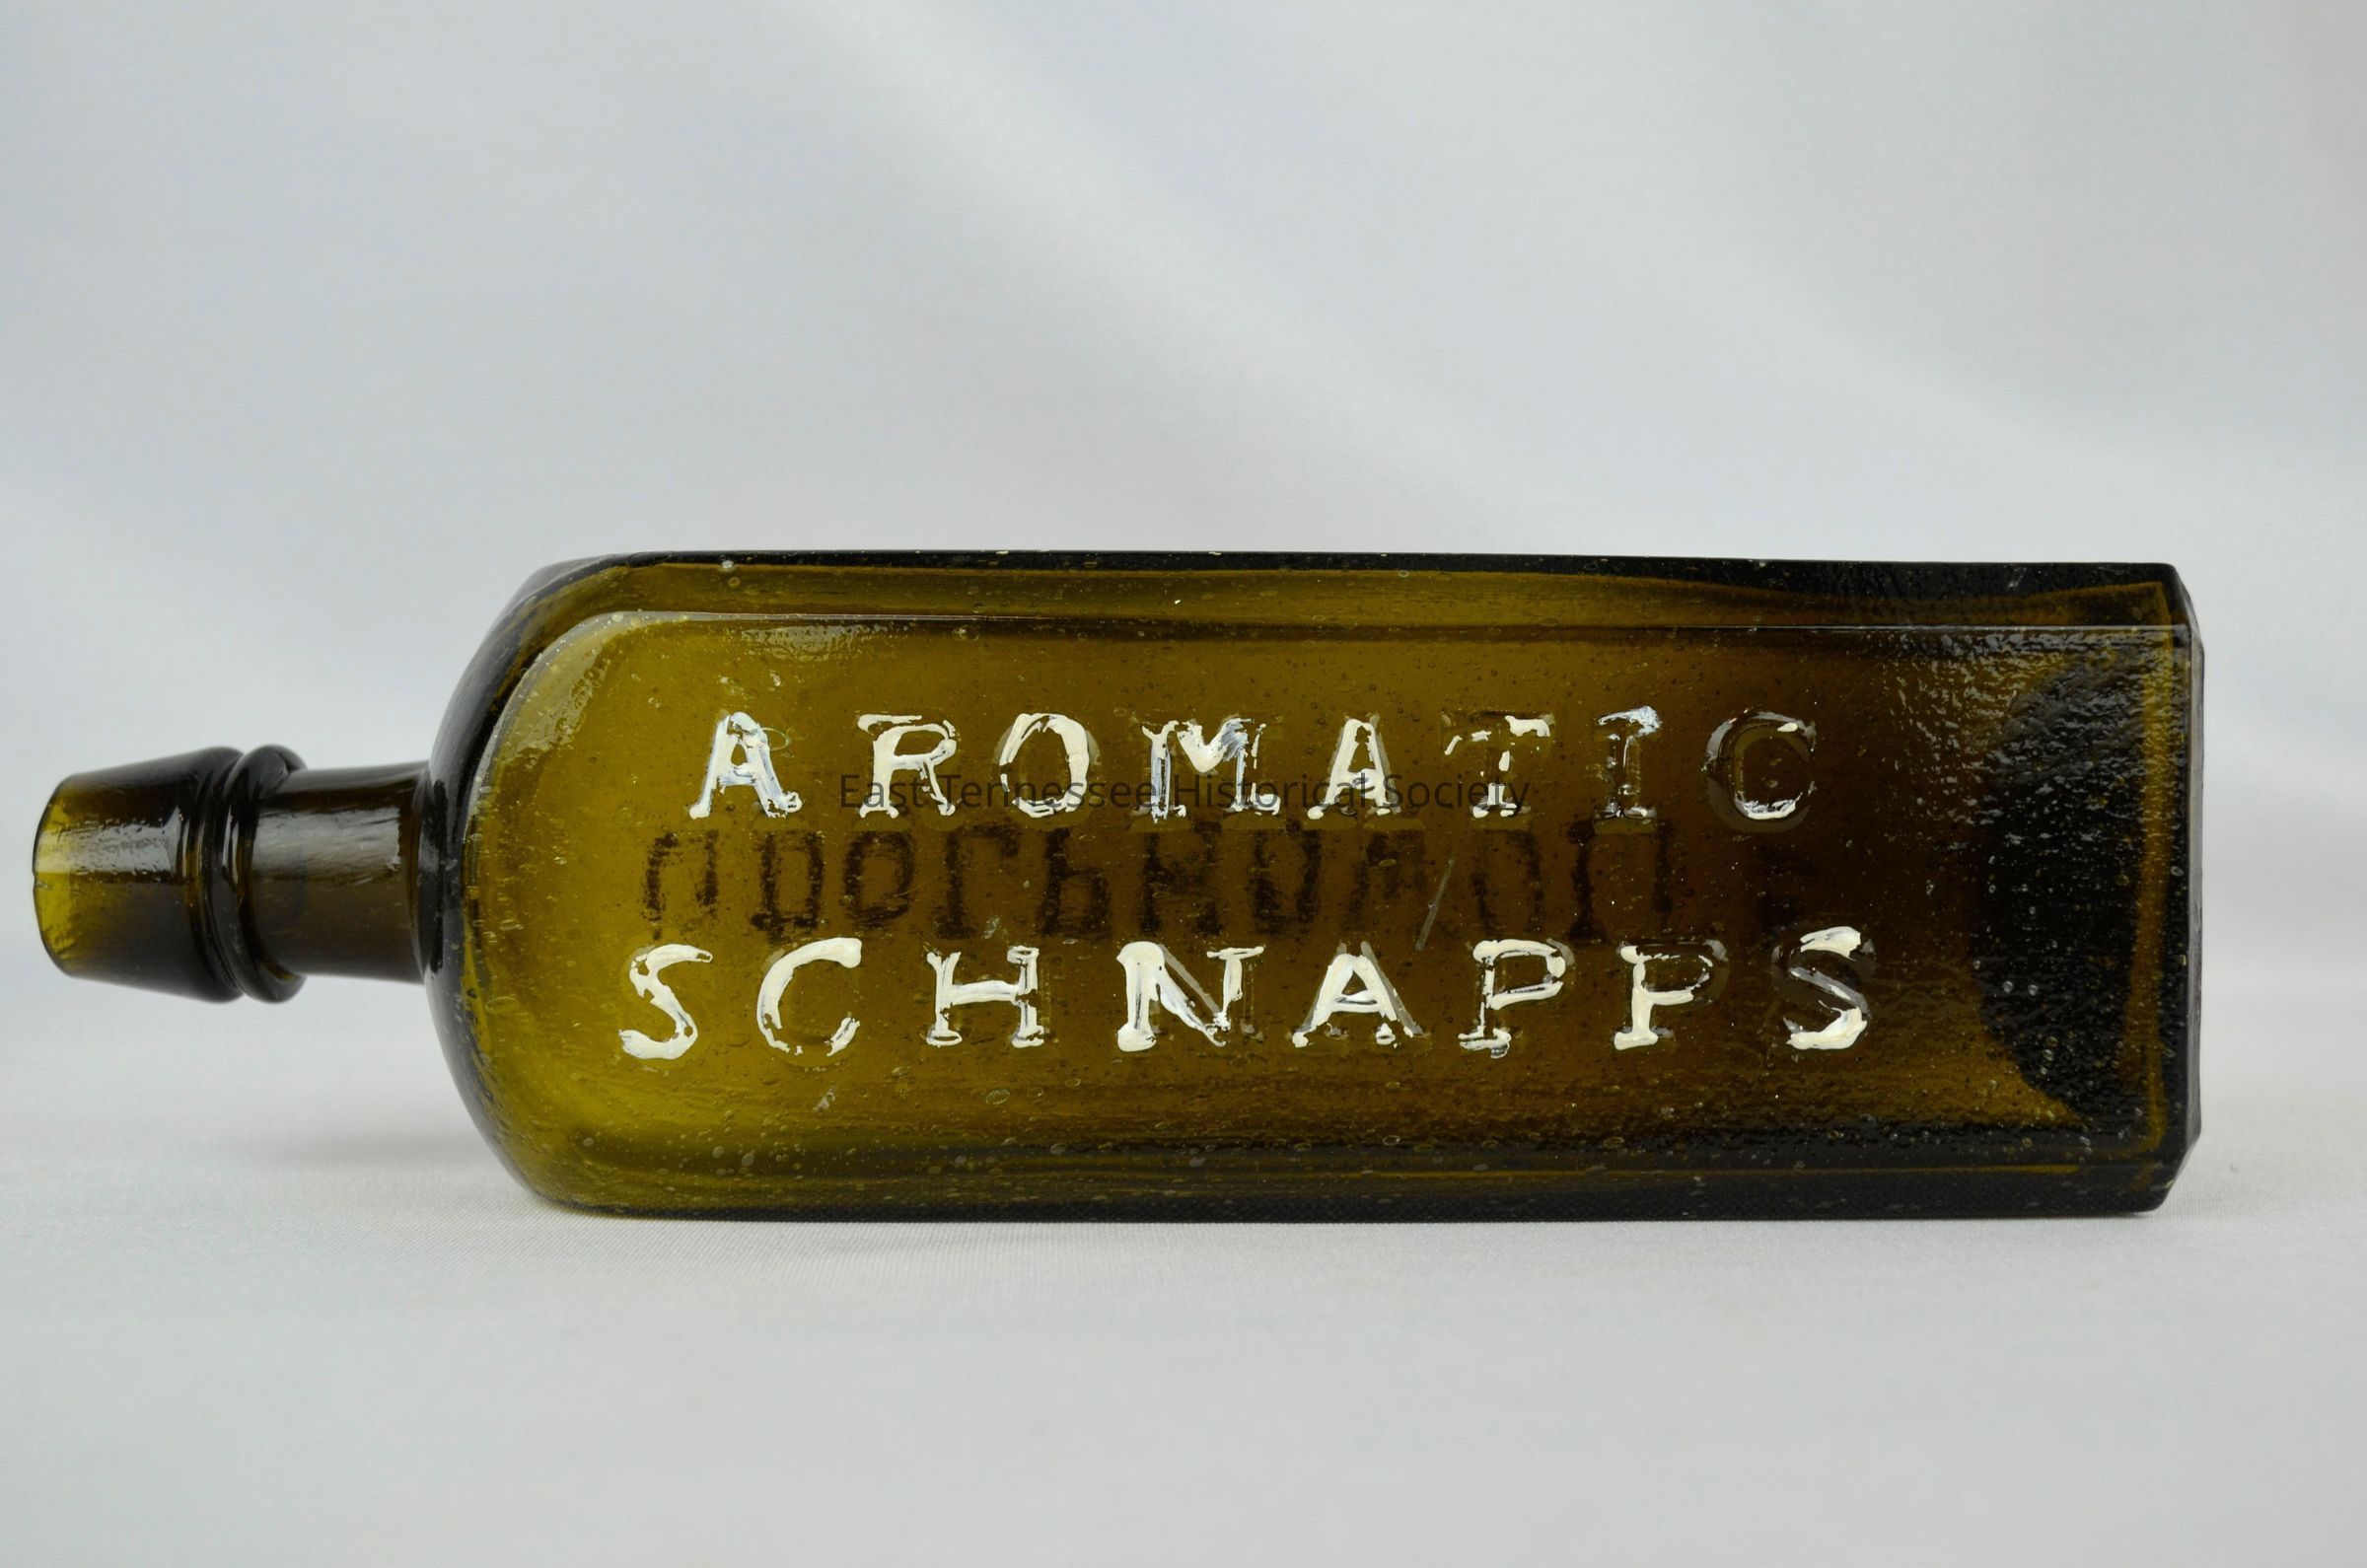 AROMATIC
East Tennessee Historical Society
SCHNAPPS